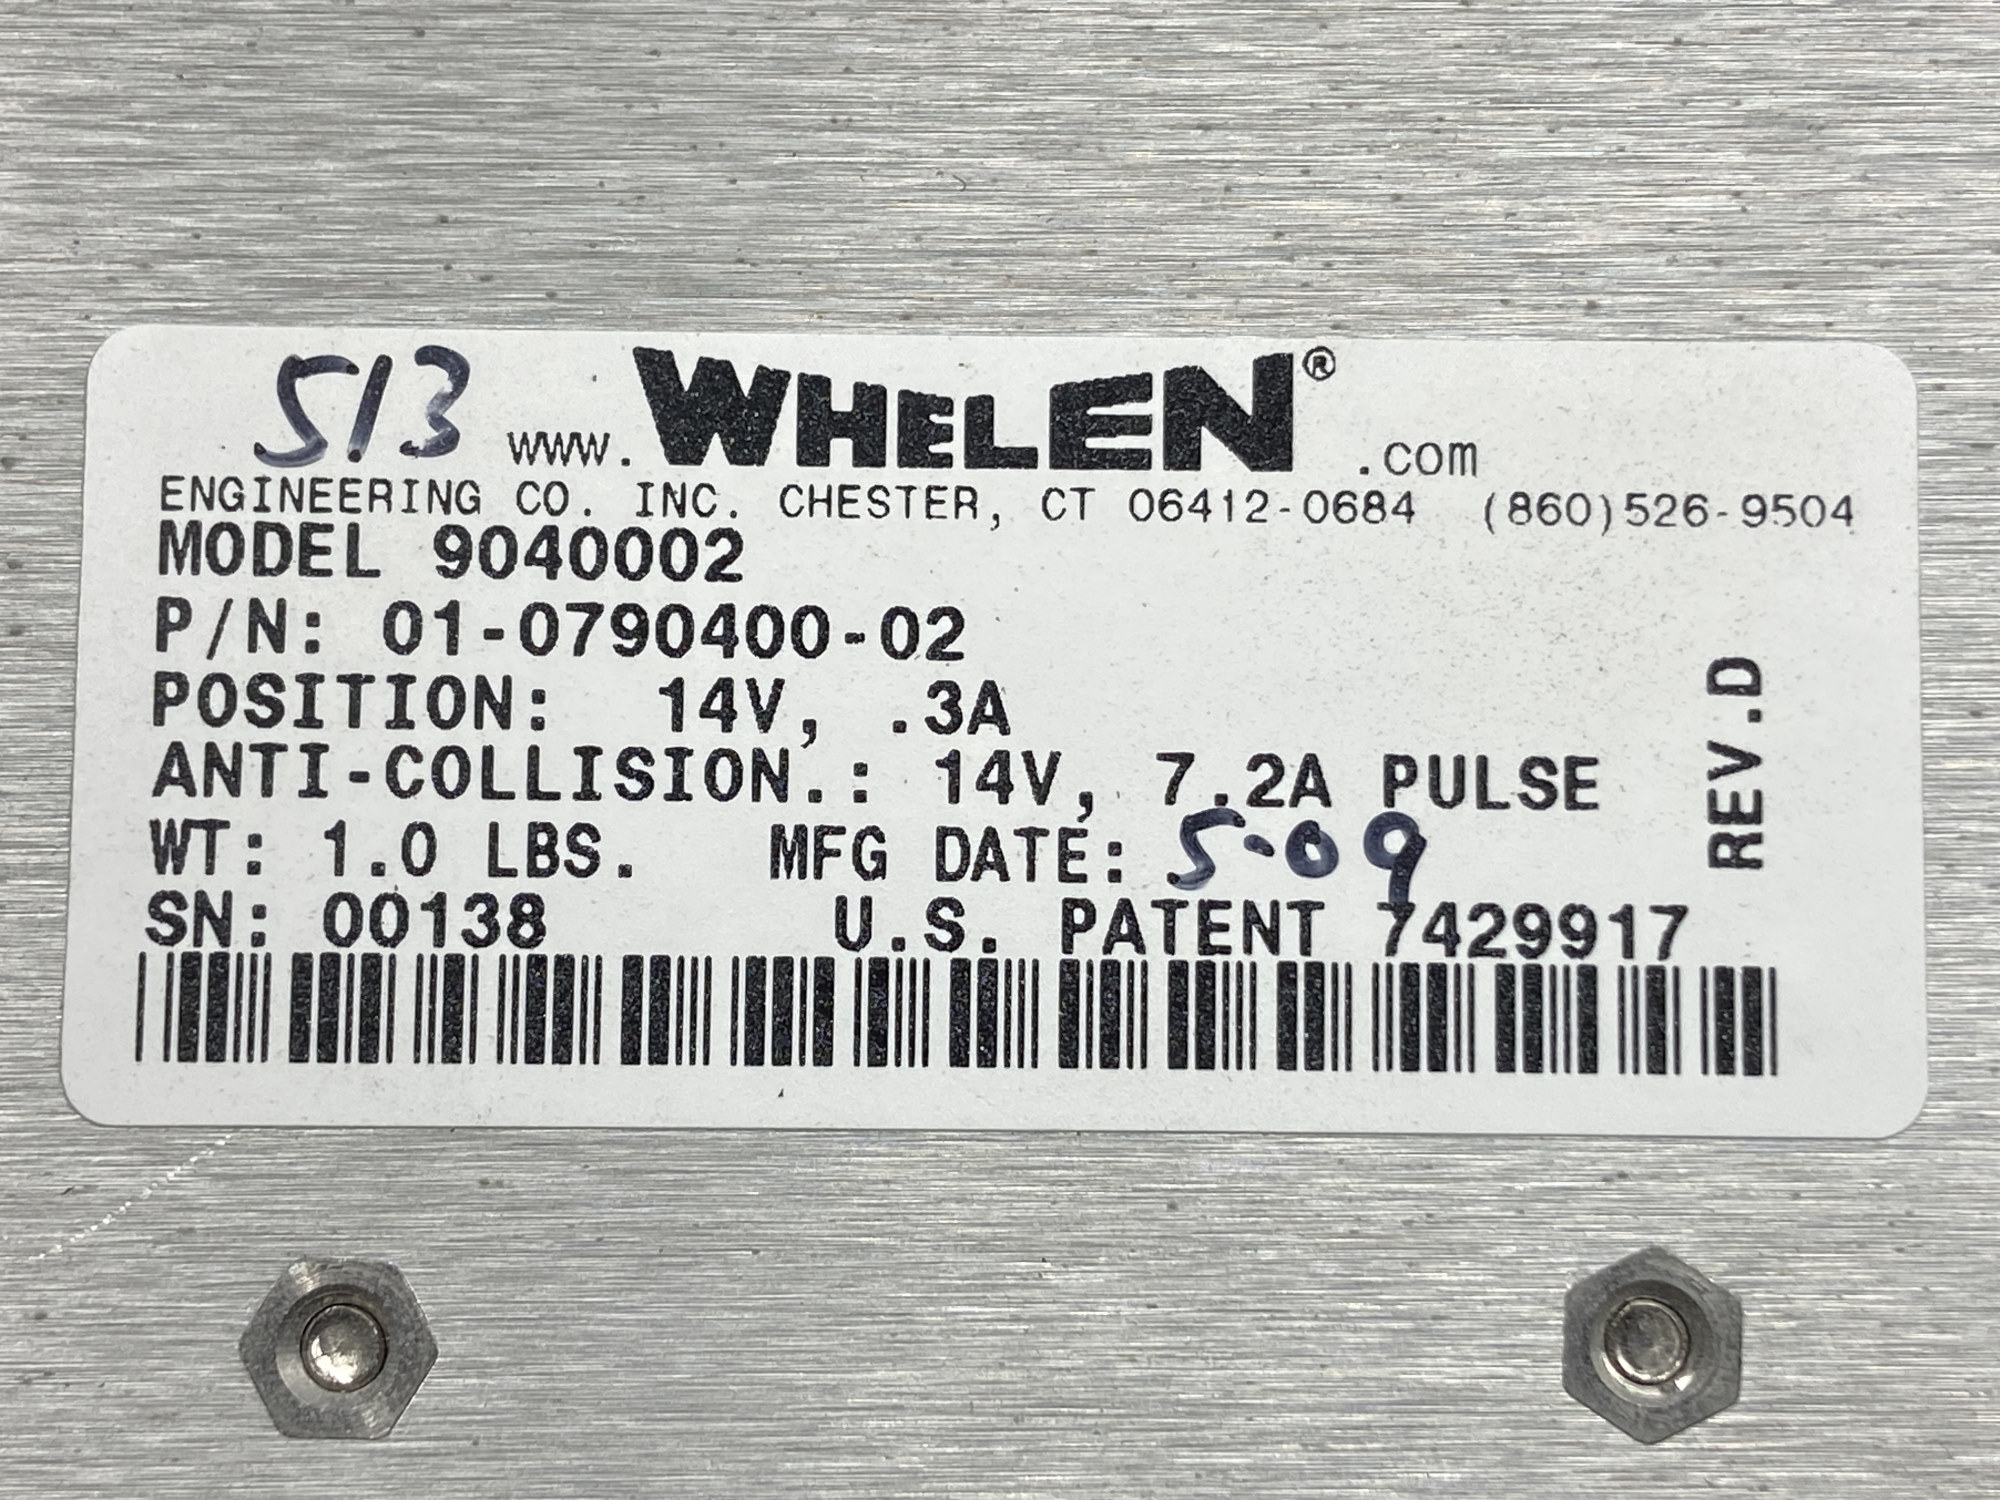 513 www.WHELEN®.com
ENGINEERING CO. INC. CHESTER, CT 06412-0684 (860)526-9504
MODEL 9040002
P/N: 01-0790400-02
POSITION: 14V, .3A
ANTI-COLLISION.: 14V, 7.2A PULSE
WT: 1.0 LBS. MFG DATE: 5-09
SN: 00138 U.S. PATENT 7429917
REV.D